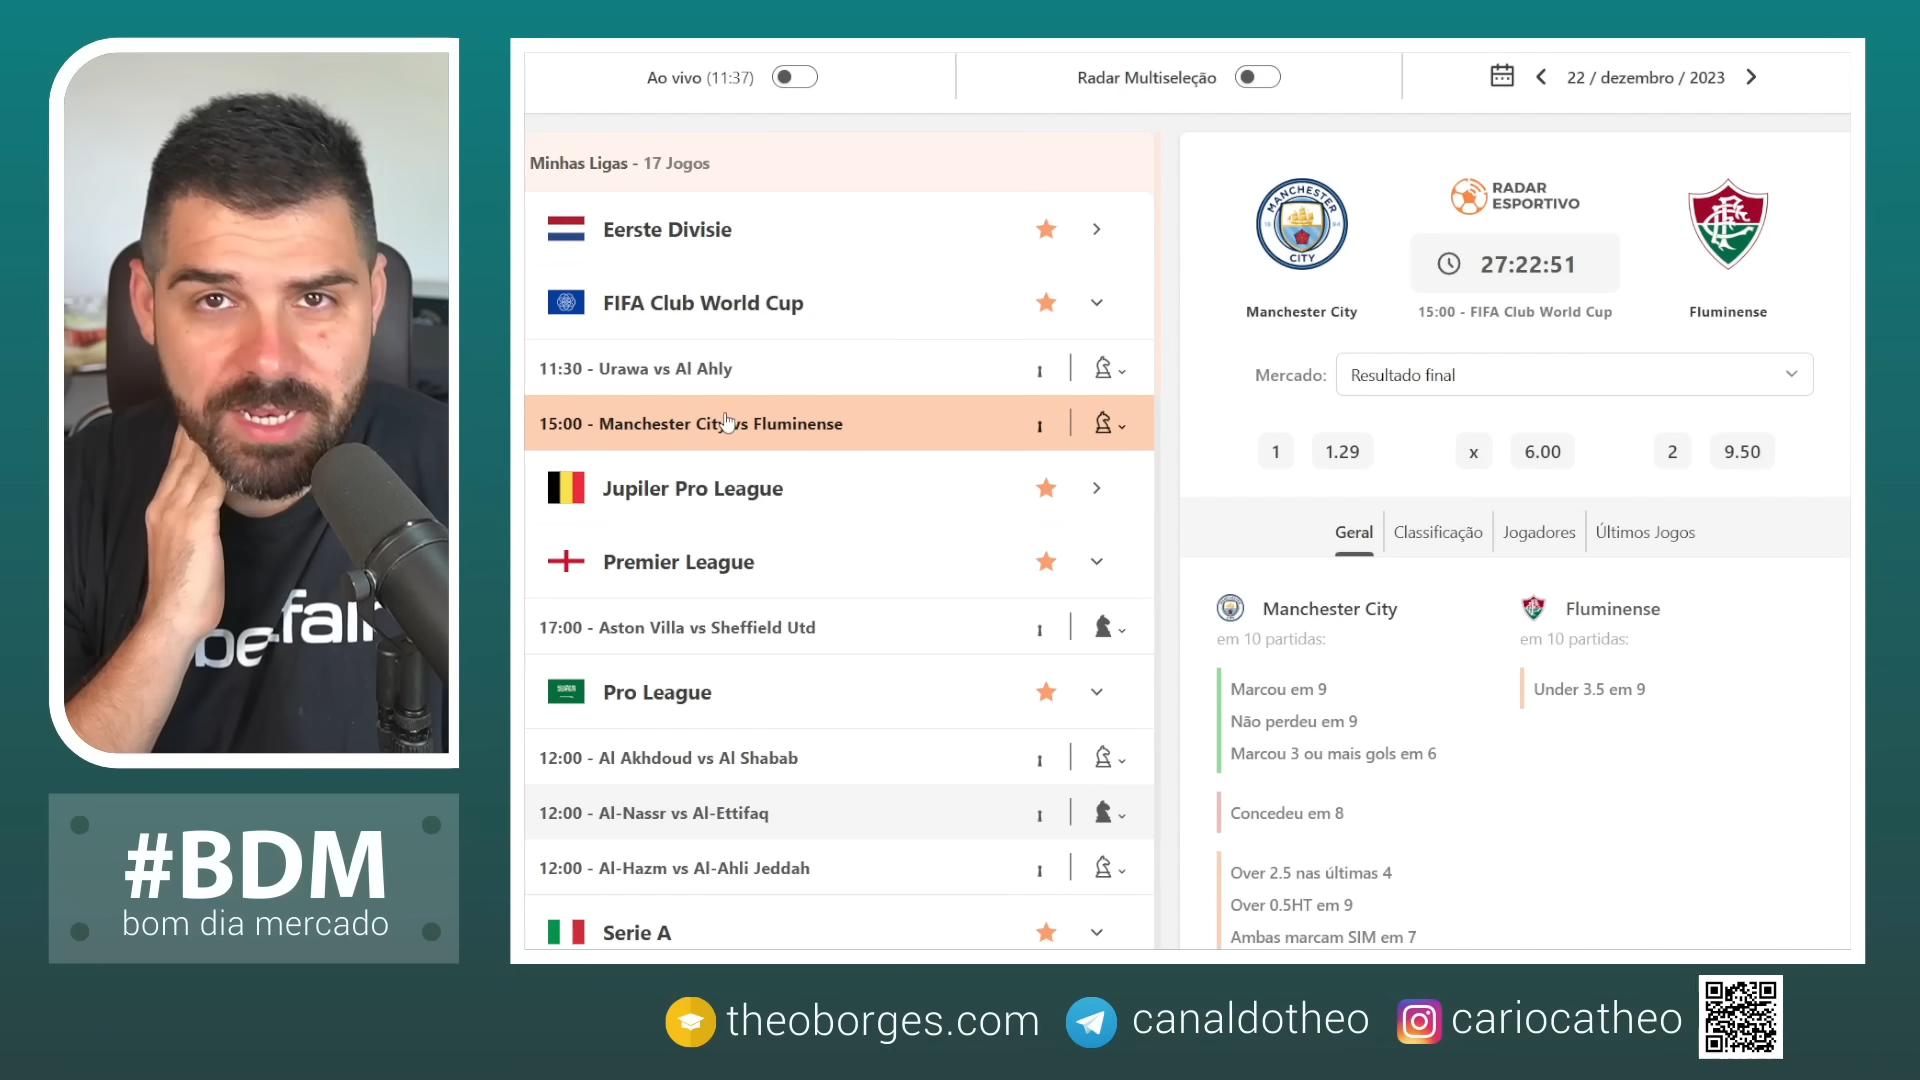 Ao vivo (11:37)
Radar Multiseleção
22 / dezembro / 2023
Minhas Ligas - 17 Jogos
Eerste Divisie
FIFA Club World Cup
11:30 - Urawa vs Al Ahly
15:00 - Manchester City vs Fluminense
Jupiler Pro League
Premier League
17:00 - Aston Villa vs Sheffield Utd
Pro League
12:00 - Al Akhdoud vs Al Shabab
12:00 - Al-Nassr vs Al-Ettifaq
12:00 - Al-Hazm vs Al-Ahli Jeddah
Serie A
MANCHESTER
CITY
RADAR
ESPORTIVO
27:22:51
Manchester City
15:00 - FIFA Club World Cup
Fluminense
Mercado:
Resultado final
1
1.29
x
6.00
2
9.50
Geral
Classificação
Jogadores
Últimos Jogos
Manchester City
em 10 partidas:
Marcou em 9
Não perdeu em 9
Marcou 3 ou mais gols em 6
Concedeu em 8
Over 2.5 nas últimas 4
Over 0.5HT em 9
Ambas marcam SIM em 7
Fluminense
em 10 partidas:
Under 3.5 em 9
#BDM
bom dia mercado
theoborges.com
canaldotheo
cariocatheo